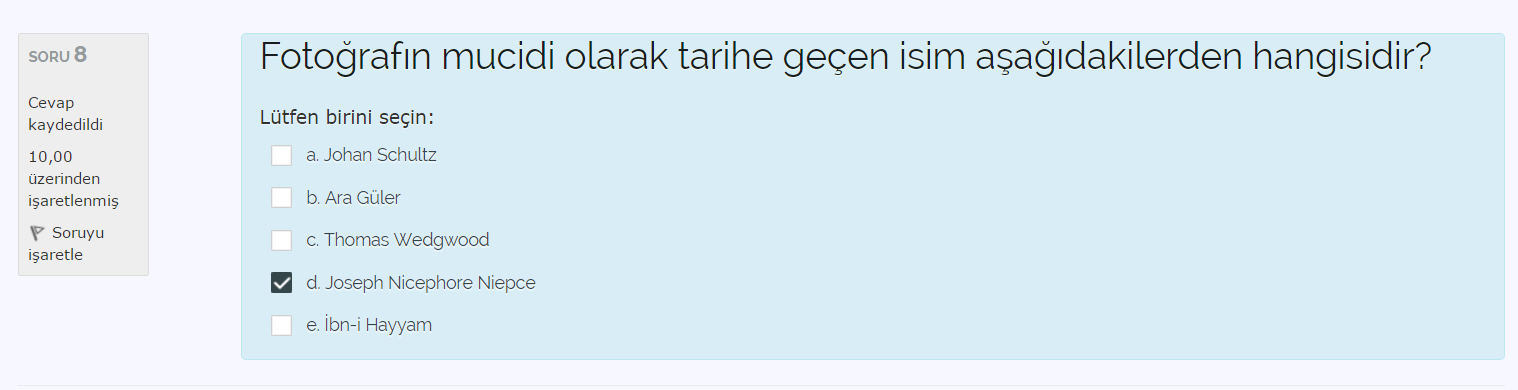 SORU 8
Cevap
kaydedildi
10,00
üzerinden
işaretlenmiş
Soruyu
işaretle
Fotoğrafın mucidi olarak tarihe geçen isim aşağıdakilerden hangisidir?
Lütfen birini seçin:
a. Johan Schultz
b. Ara Güler
c. Thomas Wedgwood
d. Joseph Nicephore Niepce
e. İbn-i Hayyam